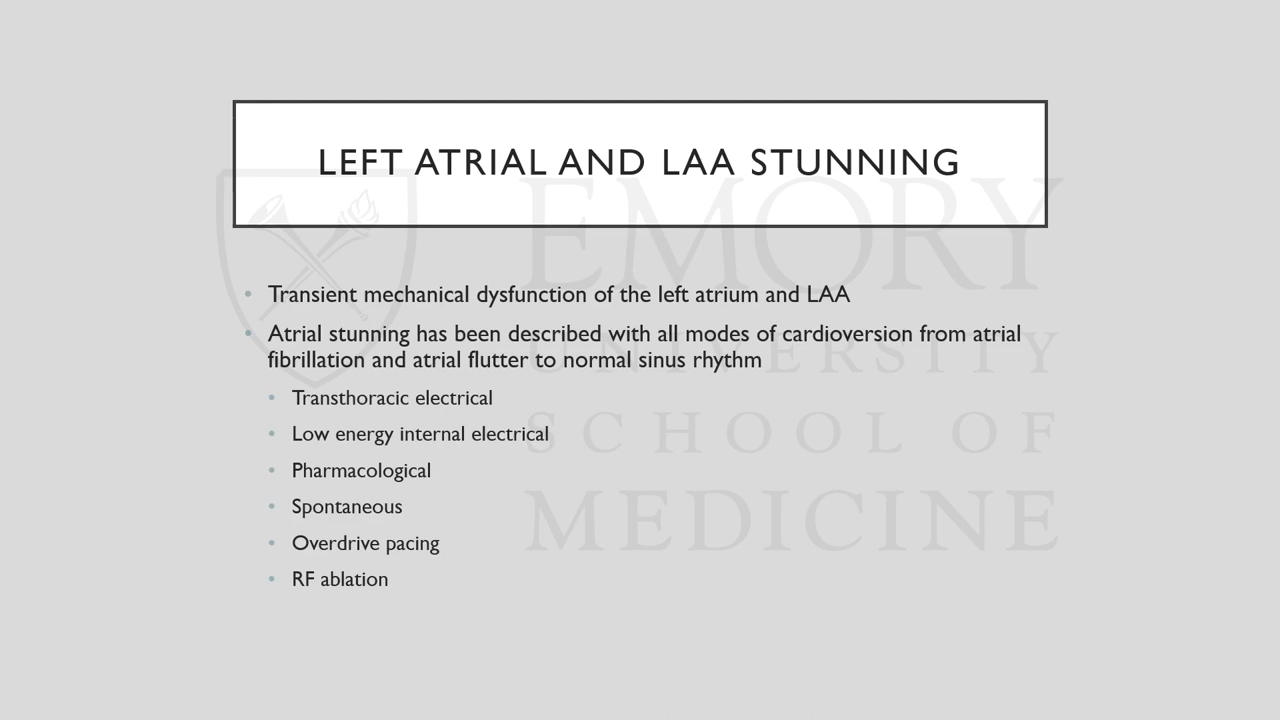 LEFT ATRIAL AND LAA STUNNING
EMORY
UNIVERSITY
SCHOOL OF
MEDICINE
• Transient mechanical dysfunction of the left atrium and LAA
• Atrial stunning has been described with all modes of cardioversion from atrial
fibrillation and atrial flutter to normal sinus rhythm
• Transthoracic electrical
• Low energy internal electrical
• Pharmacological
• Spontaneous
• Overdrive pacing
• RF ablation